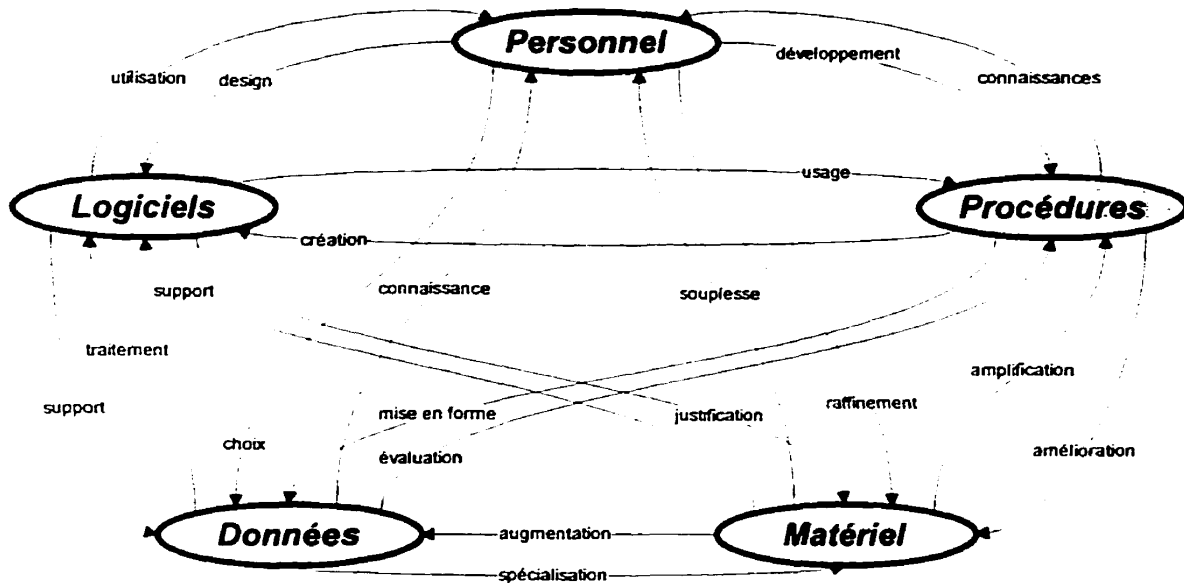 Personnel
développement
utilisation
design
connaissances
usage
Logiciels
Procédures
création
support
connaissance
souplesse
traitement
amplification
support
mise en forme
justification
raffinement
choix
évaluation
amélioration
Données
augmentation
Matériel
spécialisation